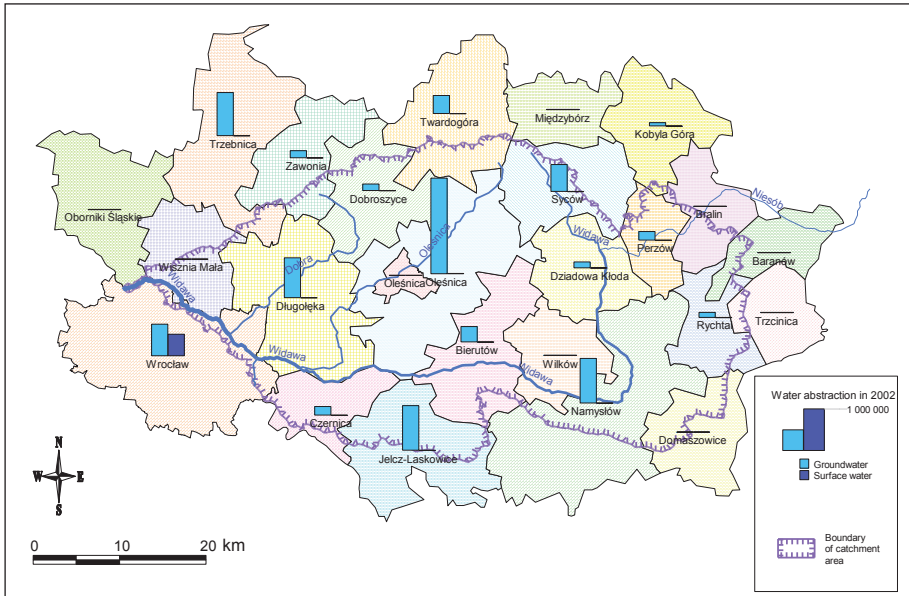 Twardogóra
Międzybórz
Kobyla Góra
Trzebnica
Zawonia
Dobroszyce
Syców
Niesób
Oborniki Śląskie
Bralin
Widawa
Perzów
Oleśnica
Wisznia Mała
Dobra
Baranów
Widawa
Oleśnica
Oleśnica
Dziadowa Kłoda
Długołęka
Rychtal
Trzcinica
Widawa
Bierutów
Wrocław
Wilków
Widawa
Namysłów
Czernica
Domaszowice
Jelcz-Laskowice
Water abstraction in 2002
1 000 000
Groundwater
Surface water
Boundary
of catchment
area
N
W E
S
0 10 20 km